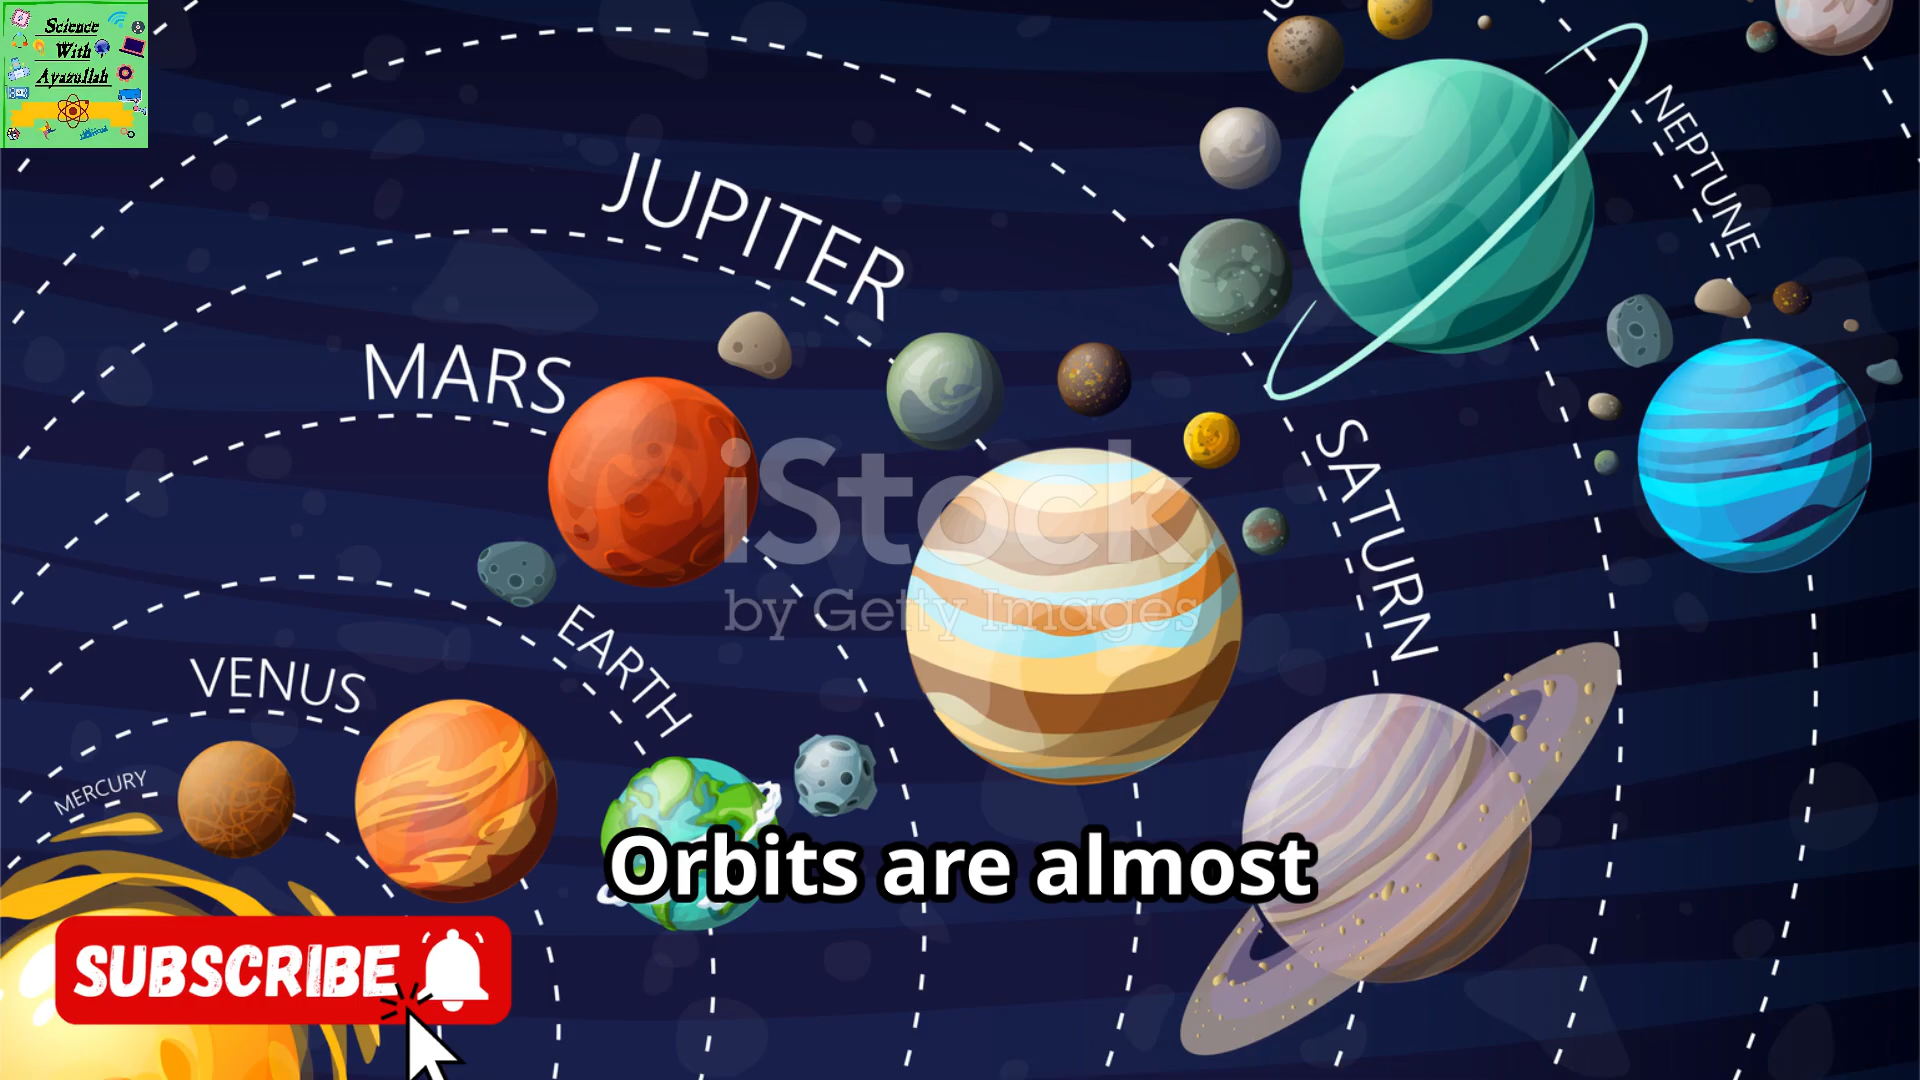 Science
With
Ayazullah
JUPITER
NEPTUNE
MARS
SATURN
iStock
by Getty Images
EARTH
VENUS
MERCURY
Orbits are almost
SUBSCRIBE